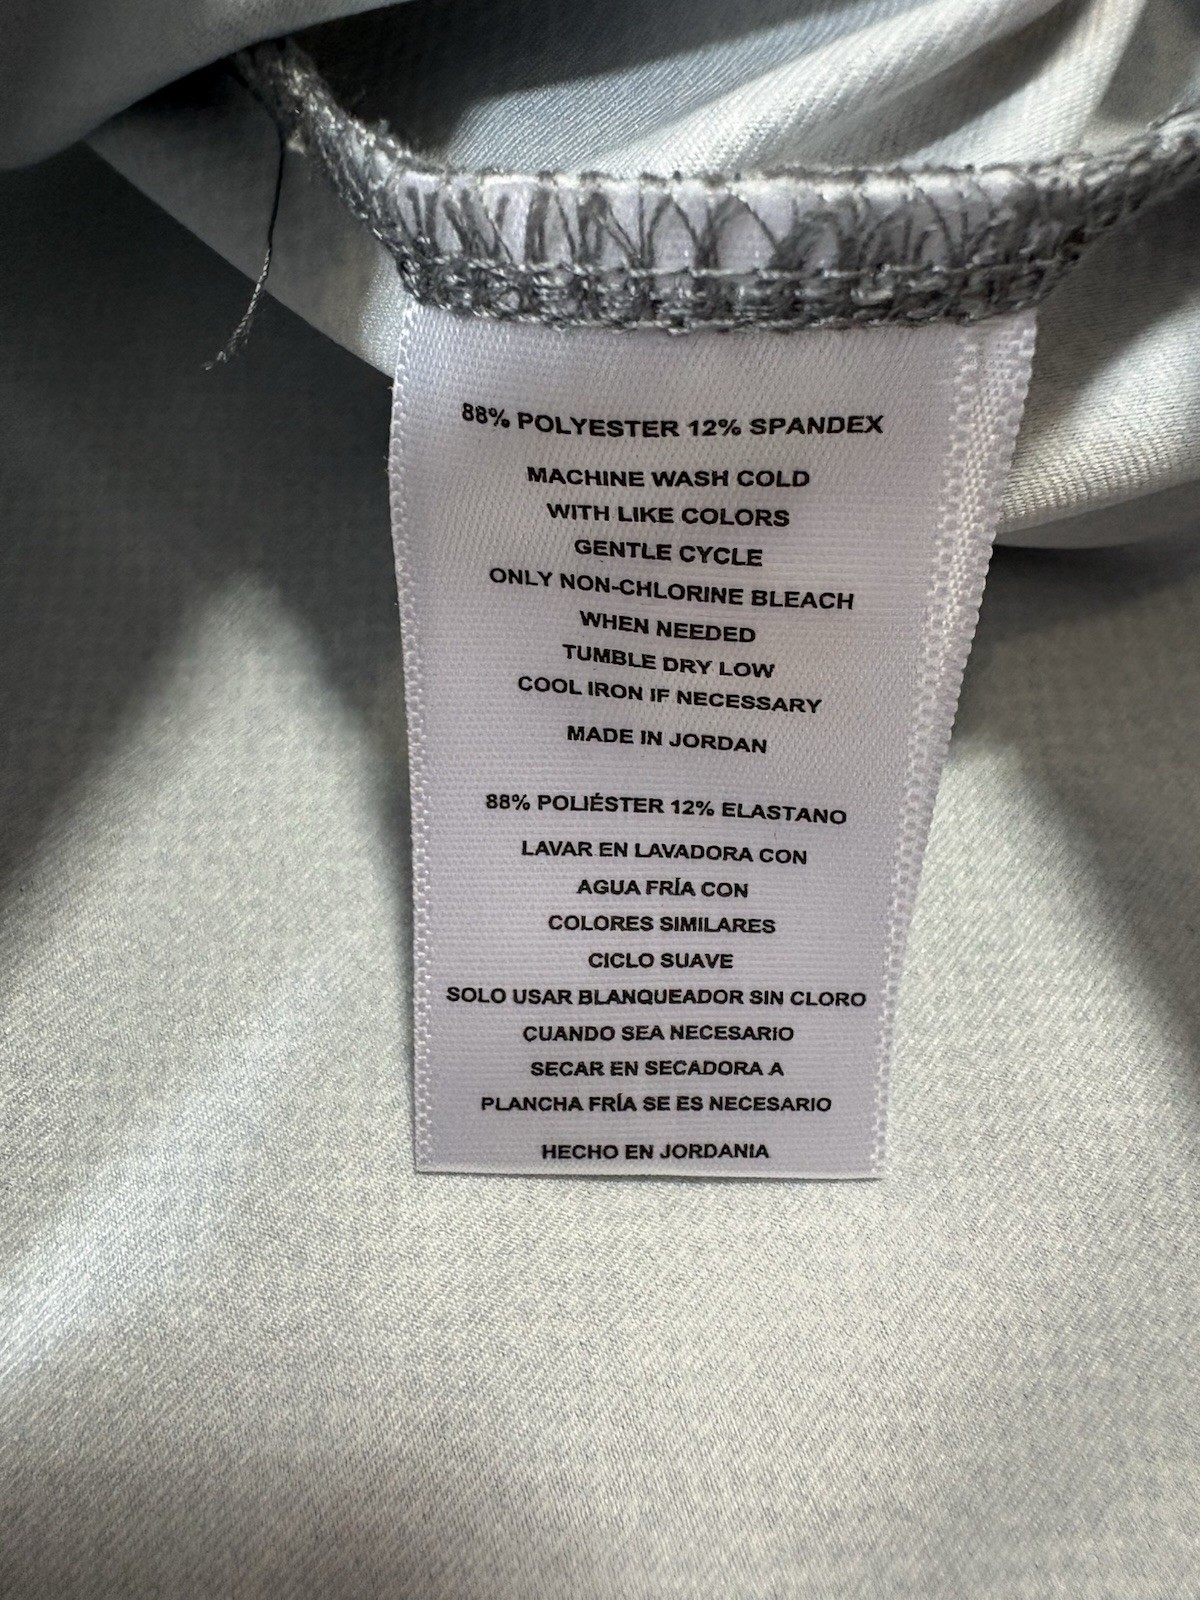 88% POLYESTER 12% SPANDEX
MACHINE WASH COLD
WITH LIKE COLORS
GENTLE CYCLE
ONLY NON-CHLORINE BLEACH
WHEN NEEDED
TUMBLE DRY LOW
COOL IRON IF NECESSARY
MADE IN JORDAN
88% POLIÉSTER 12% ELASTANO
LAVAR EN LAVADORA CON
AGUA FRÍA CON
COLORES SIMILARES
CICLO SUAVE
SOLO USAR BLANQUEADOR SIN CLORO
CUANDO SEA NECESARIO
SECAR EN SECADORA A
PLANCHA FRÍA SE ES NECESARIO
HECHO EN JORDANIA